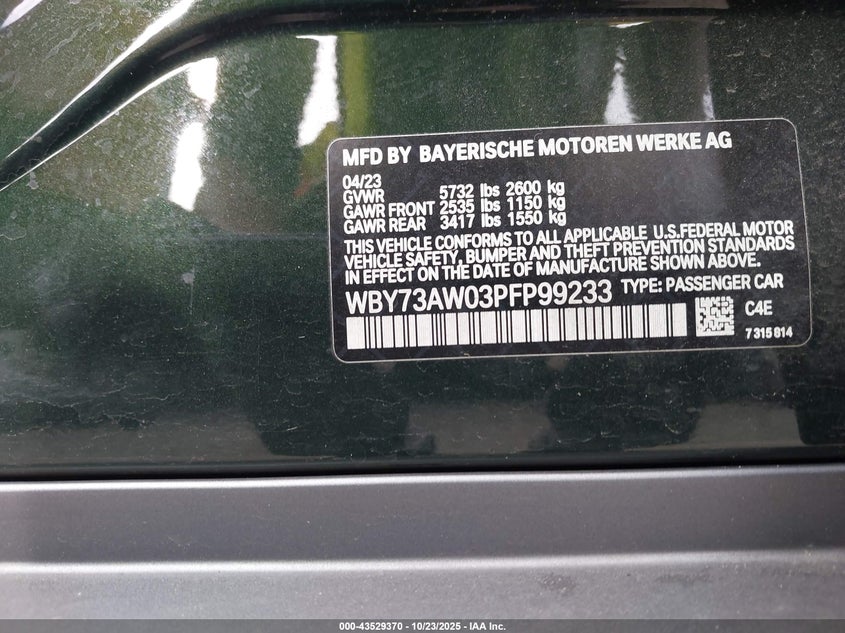 MFD BY BAYERISCHE MOTOREN WERKE AG
04/23
GVWR 5732 lbs 2600 kg
GAWR FRONT 2535 lbs 1150 kg
GAWR REAR 3417 lbs 1550 kg
THIS VEHICLE CONFORMS TO ALL APPLICABLE U.S.FEDERAL MOTOR
VEHICLE SAFETY, BUMPER AND THEFT PREVENTION STANDARDS
IN EFFECT ON THE DATE OF MANUFACTURE SHOWN ABOVE.
WBY73AW03PFP99233 TYPE: PASSENGER CAR
C4E
7315814
000-43529370 - 10/23/2025 - IAA Inc.